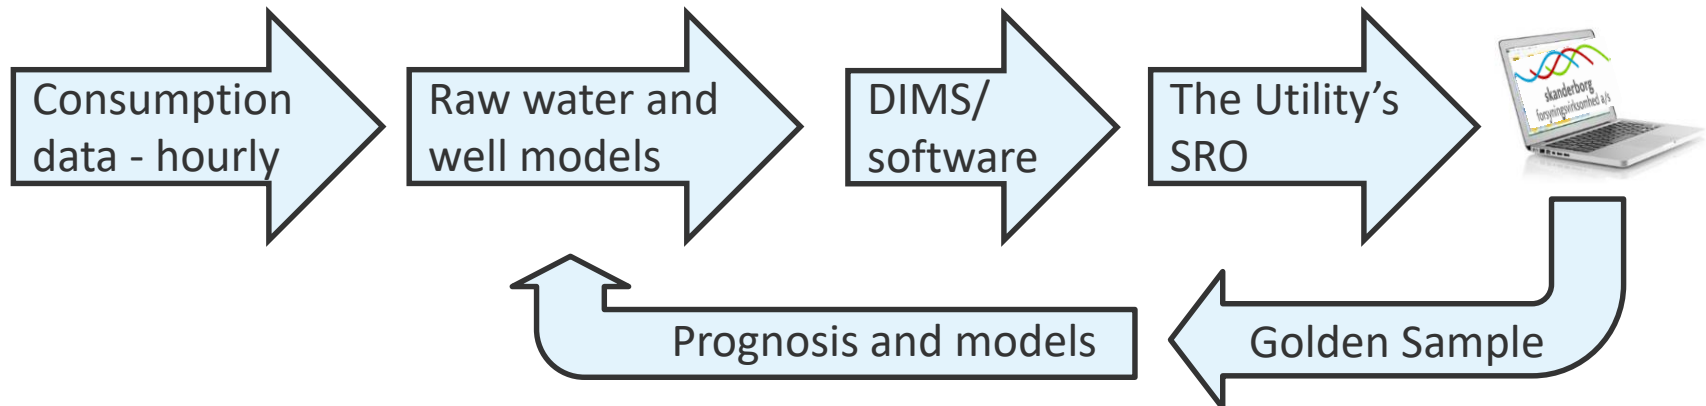 Consumption
data - hourly
Raw water and
well models
DIMS/
software
The Utility’s
SRO
skanderborg
forsyningsvirksomhed a/s
Prognosis and models
Golden Sample